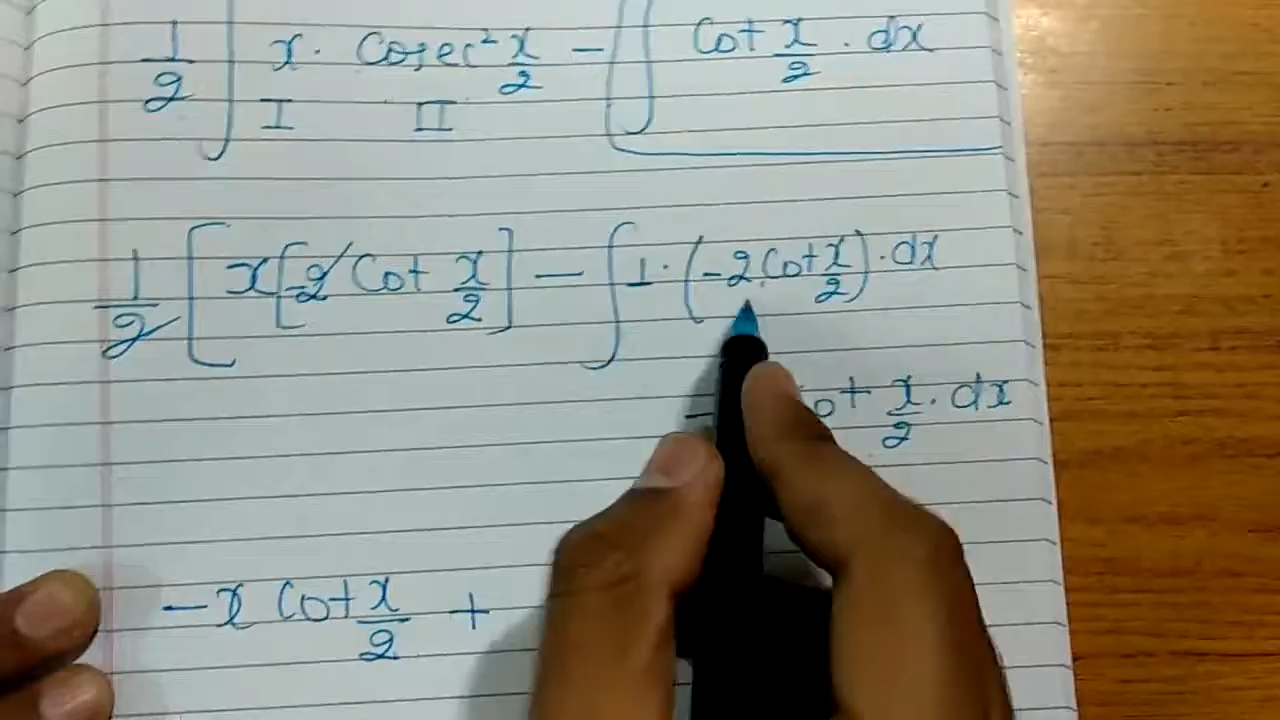 1/2 ∫ x · Cosec² x/2 − ∫ Cot x/2 · dx
I II
1/2 [ x[-2 Cot x/2] − ∫ 1·(-2 Cot x/2)·dx
− Cot x/2 · dx
-x Cot x/2 +